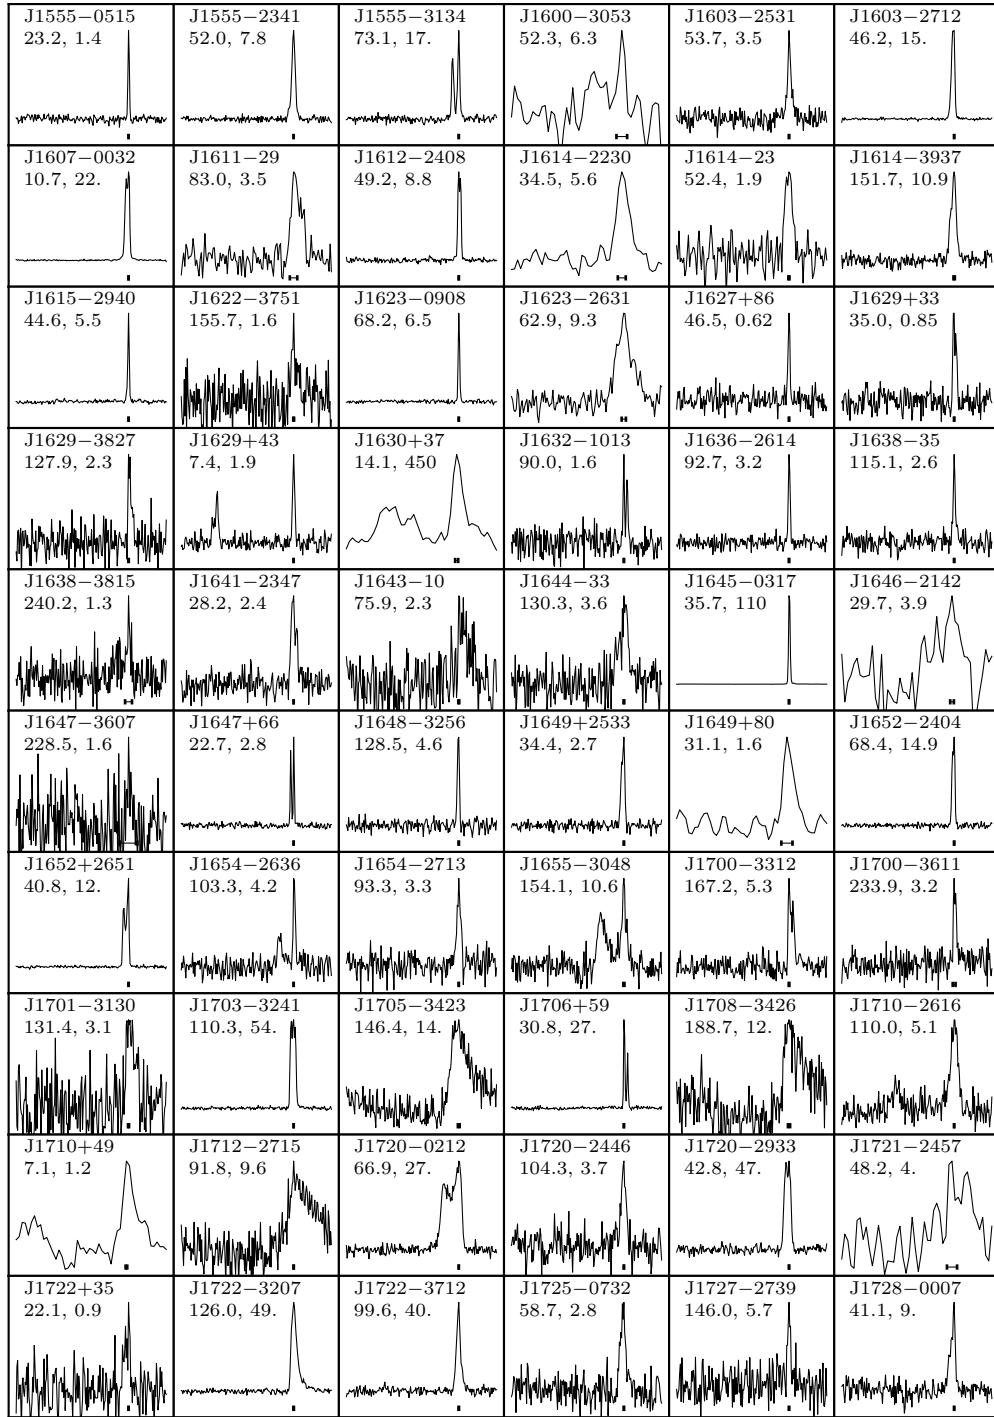 J1555−0515
23.2, 1.4
J1555−2341
52.0, 7.8
J1555−3134
73.1, 17.
J1600−3053
52.3, 6.3
J1603−2531
53.7, 3.5
J1603−2712
46.2, 15.
J1607−0032
10.7, 22.
J1611−29
83.0, 3.5
J1612−2408
49.2, 8.8
J1614−2230
34.5, 5.6
J1614−23
52.4, 1.9
J1614−3937
151.7, 10.9
J1615−2940
44.6, 5.5
J1622−3751
155.7, 1.6
J1623−0908
68.2, 6.5
J1623−2631
62.9, 9.3
J1627+86
46.5, 0.62
J1629+33
35.0, 0.85
J1629−3827
127.9, 2.3
J1629+43
7.4, 1.9
J1630+37
14.1, 450
J1632−1013
90.0, 1.6
J1636−2614
92.7, 3.2
J1638−35
115.1, 2.6
J1638−3815
240.2, 1.3
J1641−2347
28.2, 2.4
J1643−10
75.9, 2.3
J1644−33
130.3, 3.6
J1645−0317
35.7, 110
J1646−2142
29.7, 3.9
J1647−3607
228.5, 1.6
J1647+66
22.7, 2.8
J1648−3256
128.5, 4.6
J1649+2533
34.4, 2.7
J1649+80
31.1, 1.6
J1652−2404
68.4, 14.9
J1652+2651
40.8, 12.
J1654−2636
103.3, 4.2
J1654−2713
93.3, 3.3
J1655−3048
154.1, 10.6
J1700−3312
167.2, 5.3
J1700−3611
233.9, 3.2
J1701−3130
131.4, 3.1
J1703−3241
110.3, 54.
J1705−3423
146.4, 14.
J1706+59
30.8, 27.
J1708−3426
188.7, 12.
J1710−2616
110.0, 5.1
J1710+49
7.1, 1.2
J1712−2715
91.8, 9.6
J1720−0212
66.9, 27.
J1720−2446
104.3, 3.7
J1720−2933
42.8, 47.
J1721−2457
48.2, 4.
J1722+35
22.1, 0.9
J1722−3207
126.0, 49.
J1722−3712
99.6, 40.
J1725−0732
58.7, 2.8
J1727−2739
146.0, 5.7
J1728−0007
41.1, 9.